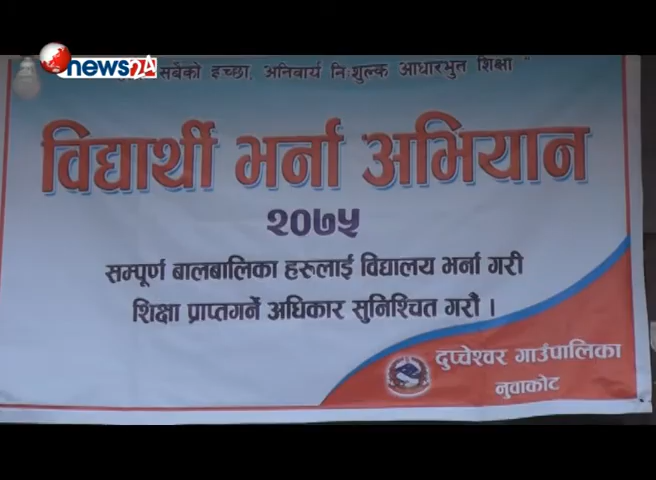 news24
सबैको इच्छा, अनिवार्य निःशुल्क आधारभुत शिक्षा "
विद्यार्थी भर्ना अभियान
२०७५
सम्पूर्ण बालबालिका हरुलाई विद्यालय भर्ना गरी
शिक्षा प्राप्तगर्ने अधिकार सुनिश्चित गरौं ।
दुप्चेश्वर गाउँपालिका
नुवाकोट